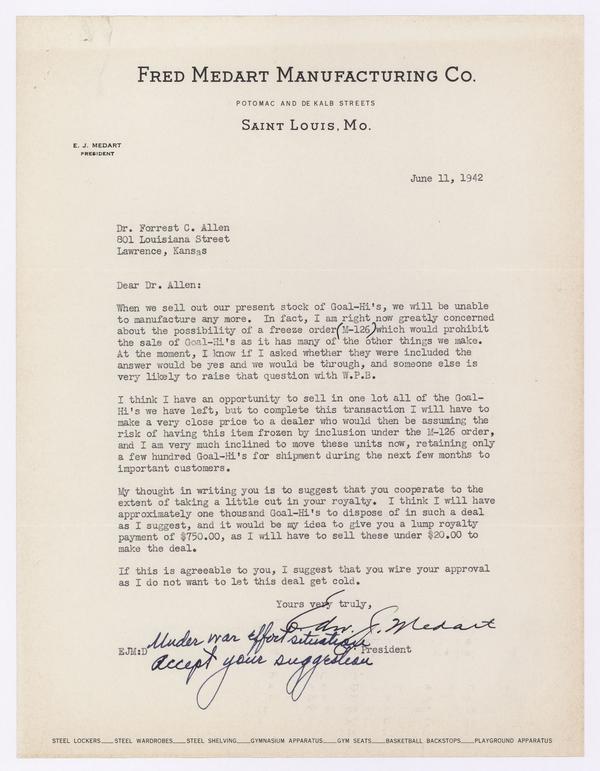 FRED MEDART MANUFACTURING CO.
POTOMAC AND DE KALB STREETS
SAINT LOUIS, MO.
E. J. MEDART
PRESIDENT
June 11, 1942
Dr. Forrest C. Allen
801 Louisiana Street
Lawrence, Kansas
Dear Dr. Allen:
When we sell out our present stock of Goal-Hi's, we will be unable
to manufacture any more. In fact, I am right now greatly concerned
about the possibility of a freeze order (M-126) which would prohibit
the sale of Goal-Hi's as it has many of the other things we make.
At the moment, I know if I asked whether they were included the
answer would be yes and we would be through, and someone else is
very likely to raise that question with W.P.B.
I think I have an opportunity to sell in one lot all of the Goal-
Hi's we have left, but to complete this transaction I will have to
make a very close price to a dealer who would then be assuming the
risk of having this item frozen by inclusion under the M-126 order,
and I am very much inclined to move these units now, retaining only
a few hundred Goal-Hi's for shipment during the next few months to
important customers.
My thought in writing you is to suggest that you cooperate to the
extent of taking a little cut in your royalty. I think I will have
approximately one thousand Goal-Hi's to dispose of in such a deal
as I suggest, and it would be my idea to give you a lump royalty
payment of $750.00, as I will have to sell these under $20.00 to
make the deal.
If this is agreeable to you, I suggest that you wire your approval
as I do not want to let this deal get cold.
Yours very truly,
J. Medart
Under war effort situation
EJM:D President
accept your suggestion
STEEL LOCKERS STEEL WARDROBES STEEL SHELVING GYMNASIUM APPARATUS GYM SEATS BASKETBALL BACKSTOPS PLAYGROUND APPARATUS